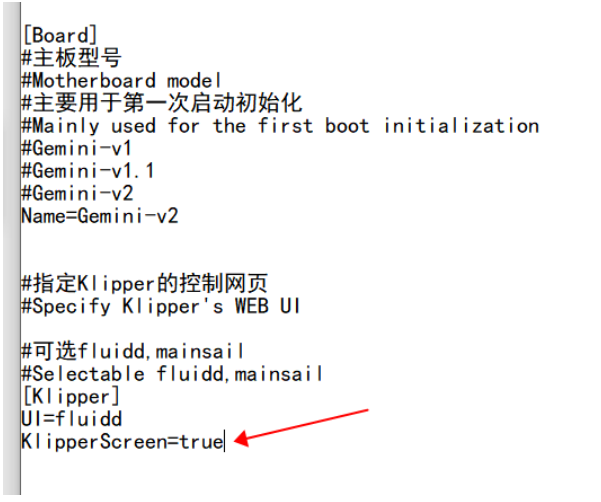 [Board]
#主板型号
#Motherboard model
#主要用于第一次启动初始化
#Mainly used for the first boot initialization
#Gemini-v1
#Gemini-v1.1
#Gemini-v2
Name=Gemini-v2
#指定Klipper的控制网页
#Specify Klipper's WEB UI
#可选fluidd,mainsail
#Selectable fluidd,mainsail
[Klipper]
UI=fluidd
KlipperScreen=true